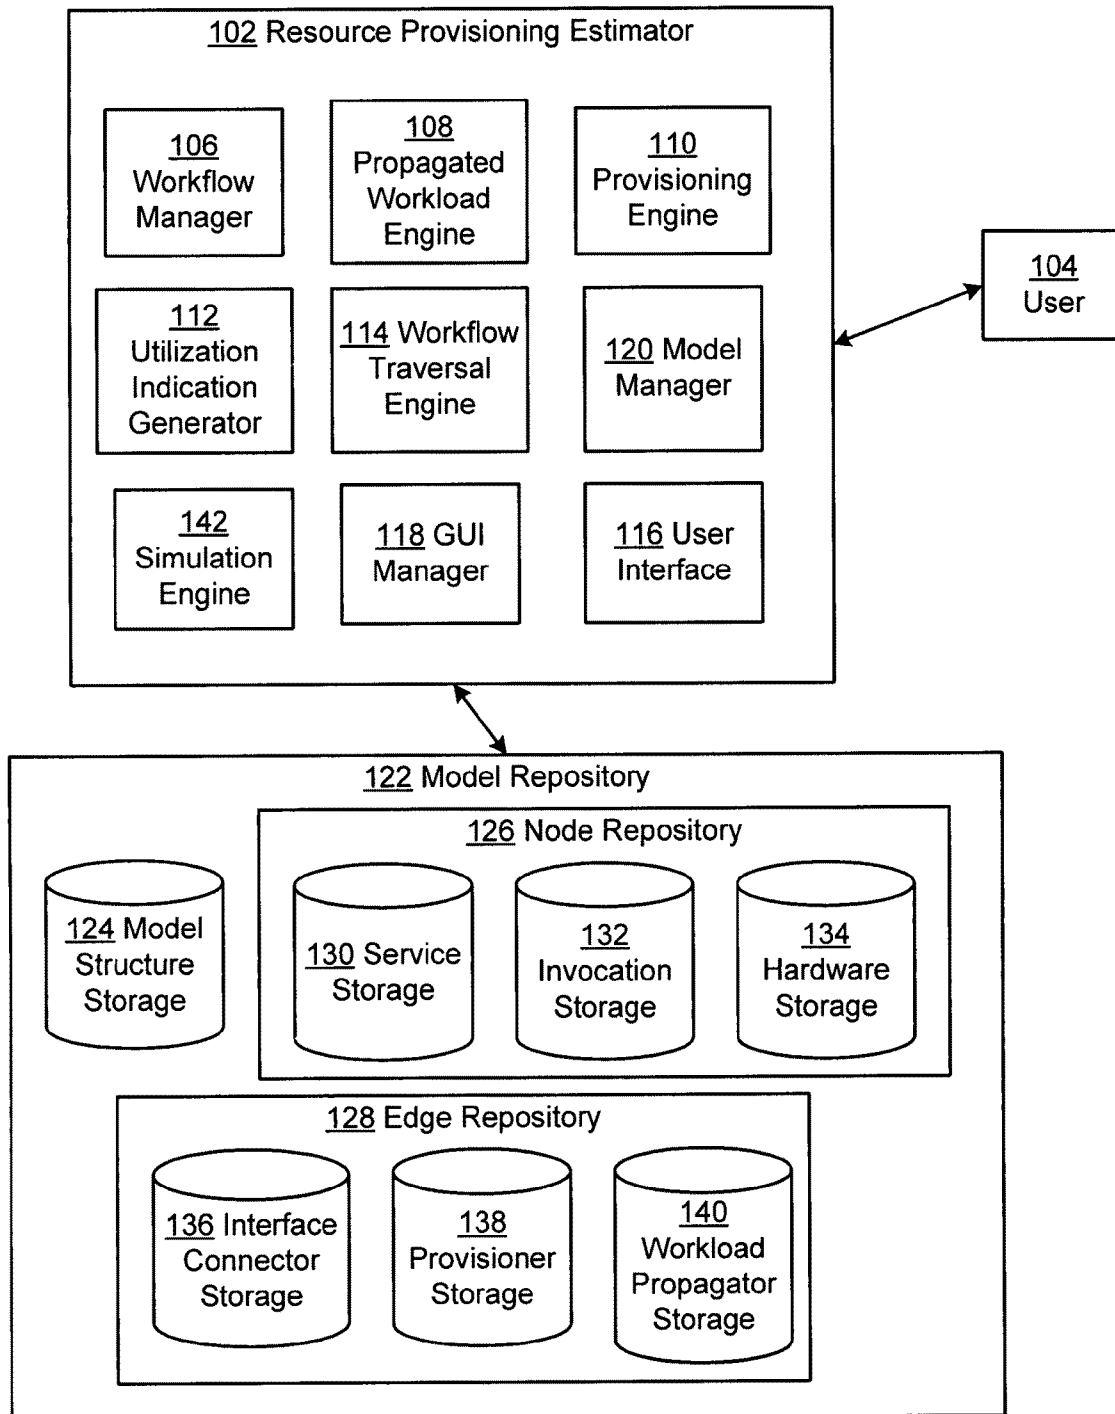 102 Resource Provisioning Estimator
106
Workflow
Manager
108
Propagated
Workload
Engine
110
Provisioning
Engine
104
User
112
Utilization
Indication
Generator
114 Workflow
Traversal
Engine
120 Model
Manager
142
Simulation
Engine
118 GUI
Manager
116 User
Interface
122 Model Repository
126 Node Repository
124 Model
Structure
Storage
130 Service
Storage
132
Invocation
Storage
134
Hardware
Storage
128 Edge Repository
136 Interface
Connector
Storage
138
Provisioner
Storage
140
Workload
Propagator
Storage